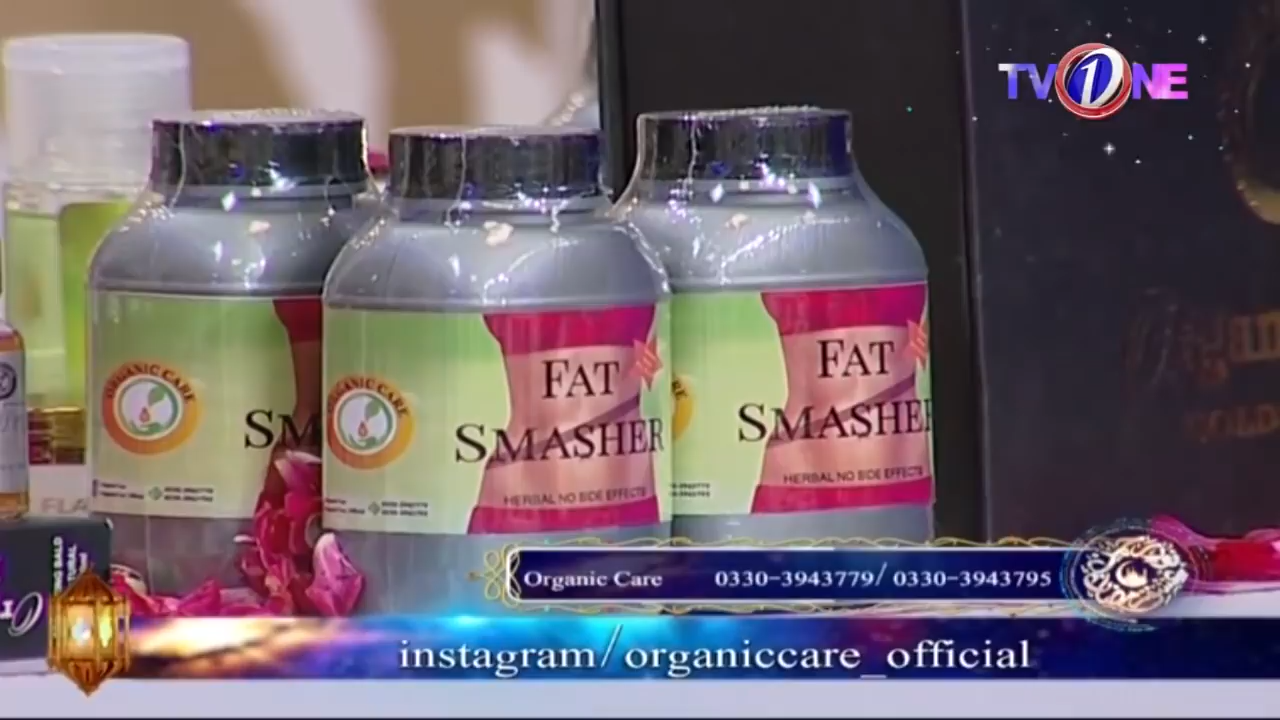 TV ONE
ORGANIC CARE
SM
ORGANIC CARE
FAT
SMASHER
HERBAL NO SIDE EFFECTS
FAT
SMASHER
HERBAL NO SIDE EFFECTS
FLA
Organic Care 0330-3943779/ 0330-3943795
instagram/organiccare_official